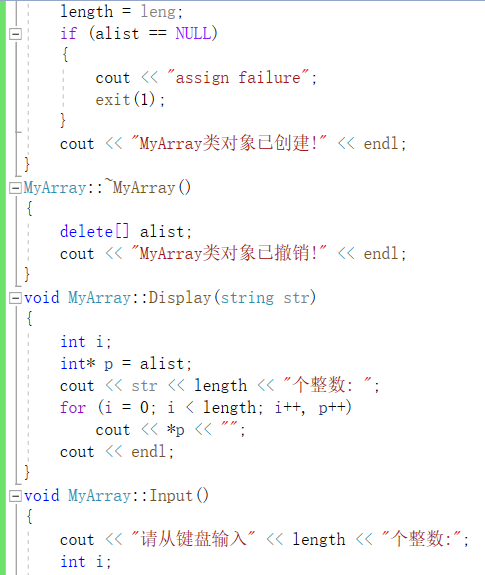 length = leng;
if (alist == NULL)
{
cout << "assign failure";
exit(1);
}
cout << "MyArray类对象已创建!" << endl;
}
MyArray::~MyArray()
{
delete[] alist;
cout << "MyArray类对象已撤销!" << endl;
}
void MyArray::Display(string str)
{
int i;
int* p = alist;
cout << str << length << "个整数: ";
for (i = 0; i < length; i++, p++)
cout << *p << "";
cout << endl;
}
void MyArray::Input()
{
cout << "请从键盘输入" << length << "个整数:";
int i;